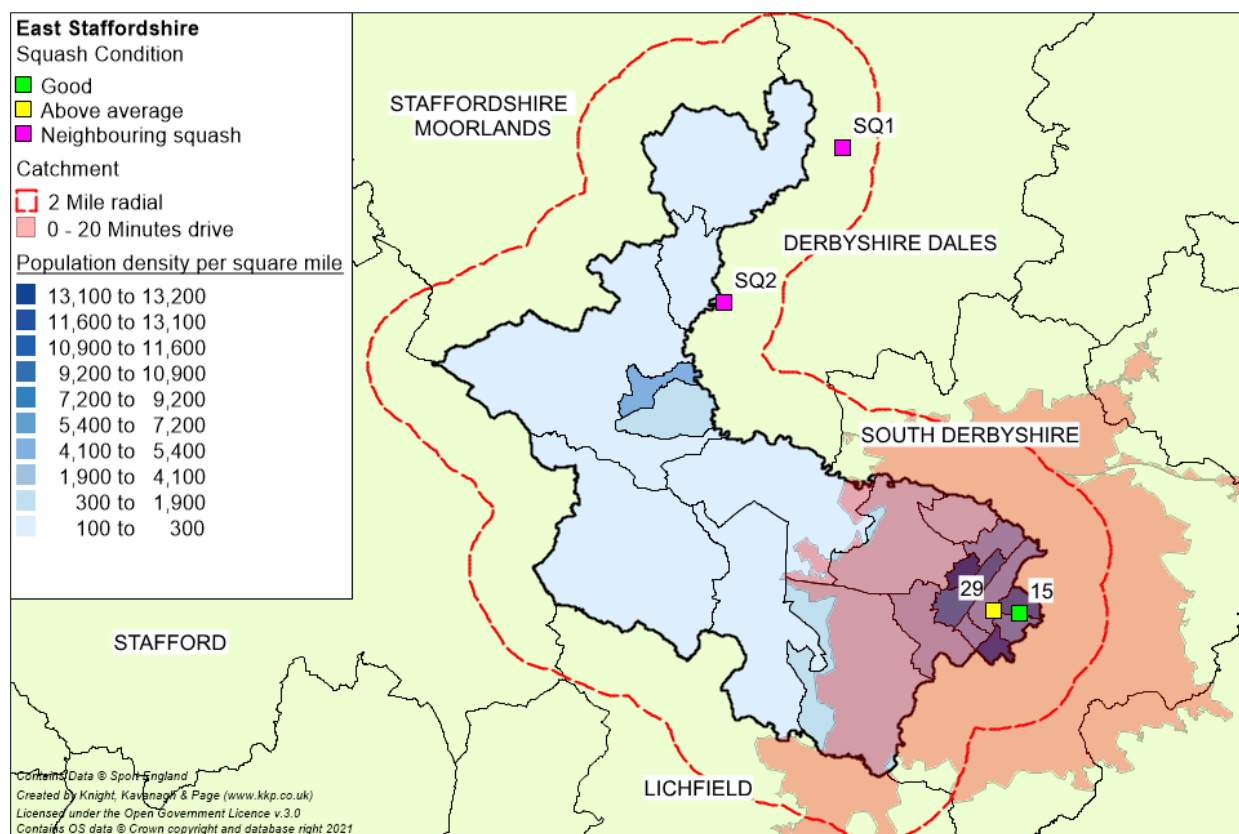 East Staffordshire
Squash Condition
Good
Above average
Neighbouring squash
Catchment
2 Mile radial
0 - 20 Minutes drive
Population density per square mile
13,100 to 13,200
11,600 to 13,100
10,900 to 11,600
9,200 to 10,900
7,200 to 9,200
5,400 to 7,200
4,100 to 5,400
1,900 to 4,100
300 to 1,900
100 to 300
STAFFORDSHIRE
MOORLANDS
SQ1
DERBYSHIRE DALES
SQ2
SOUTH DERBYSHIRE
29
15
STAFFORD
LICHFIELD
Contains Data © Sport England
Created by Knight, Kavanagh & Page (www.kkp.co.uk)
Licensed under the Open Government Licence v.3.0
Contains OS data © Crown copyright and database right 2021